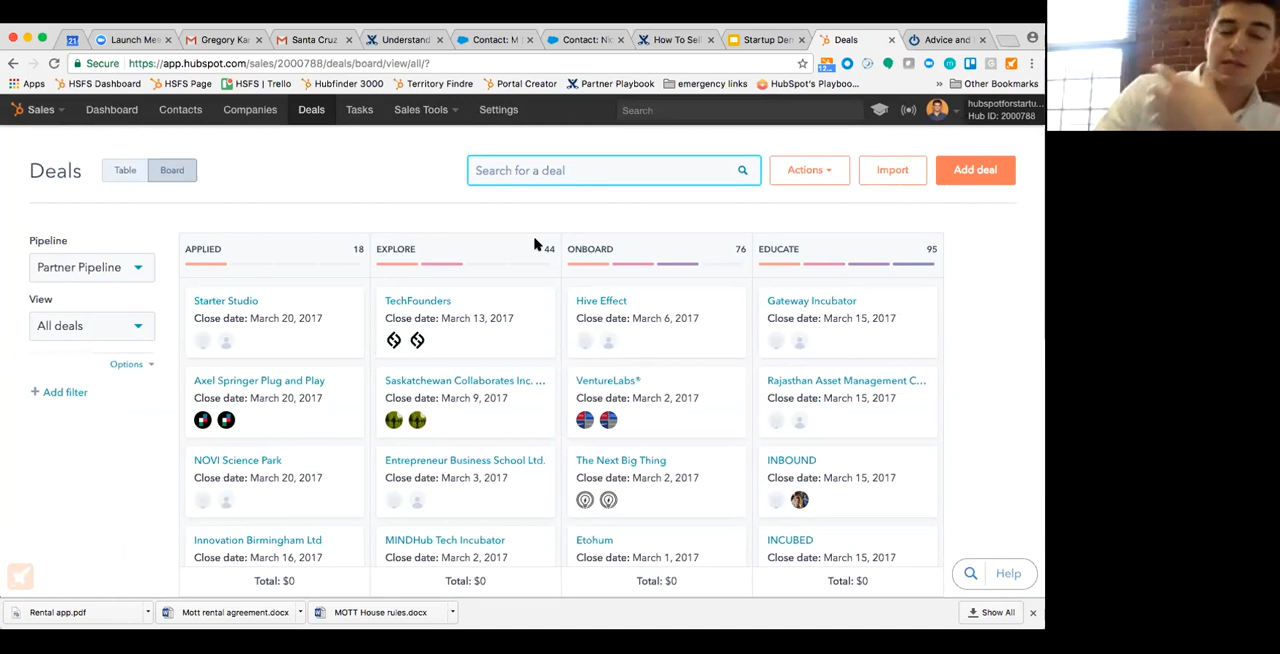 21 Launch Me Gregory Ka Santa Cruz Understand Contact: M Contact: Nic How To Sell Startup Der Deals Advice and
Secure https://app.hubspot.com/sales/2000788/deals/board/view/all/?
Apps HSFS Dashboard HSFS Page HSFS | Trello Hubfinder 3000 Territory Findre Portal Creator Partner Playbook emergency links HubSpot's Playboo... » Other Bookmarks
Sales Dashboard Contacts Companies Deals Tasks Sales Tools Settings Search hubspotforstartu...
Hub ID: 2000788
Deals Table Board Search for a deal Actions Import Add deal
Pipeline
Partner Pipeline
View
All deals
Options
+ Add filter
APPLIED 18
Starter Studio
Close date: March 20, 2017
Axel Springer Plug and Play
Close date: March 20, 2017
NOVI Science Park
Close date: March 20, 2017
Innovation Birmingham Ltd
Close date: March 16, 2017
Total: $0
EXPLORE 44
TechFounders
Close date: March 13, 2017
Saskatchewan Collaborates Inc. ...
Close date: March 9, 2017
Entrepreneur Business School Ltd.
Close date: March 3, 2017
MINDHub Tech Incubator
Close date: March 2, 2017
Total: $0
ONBOARD 76
Hive Effect
Close date: March 6, 2017
VentureLabs®
Close date: March 2, 2017
The Next Big Thing
Close date: March 2, 2017
Etohum
Close date: March 1, 2017
Total: $0
EDUCATE 95
Gateway Incubator
Close date: March 15, 2017
Rajasthan Asset Management C...
Close date: March 15, 2017
INBOUND
Close date: March 15, 2017
INCUBED
Close date: March 15, 2017
Total: $0
Help
Rental app.pdf Mott rental agreement.docx MOTT House rules.docx Show All